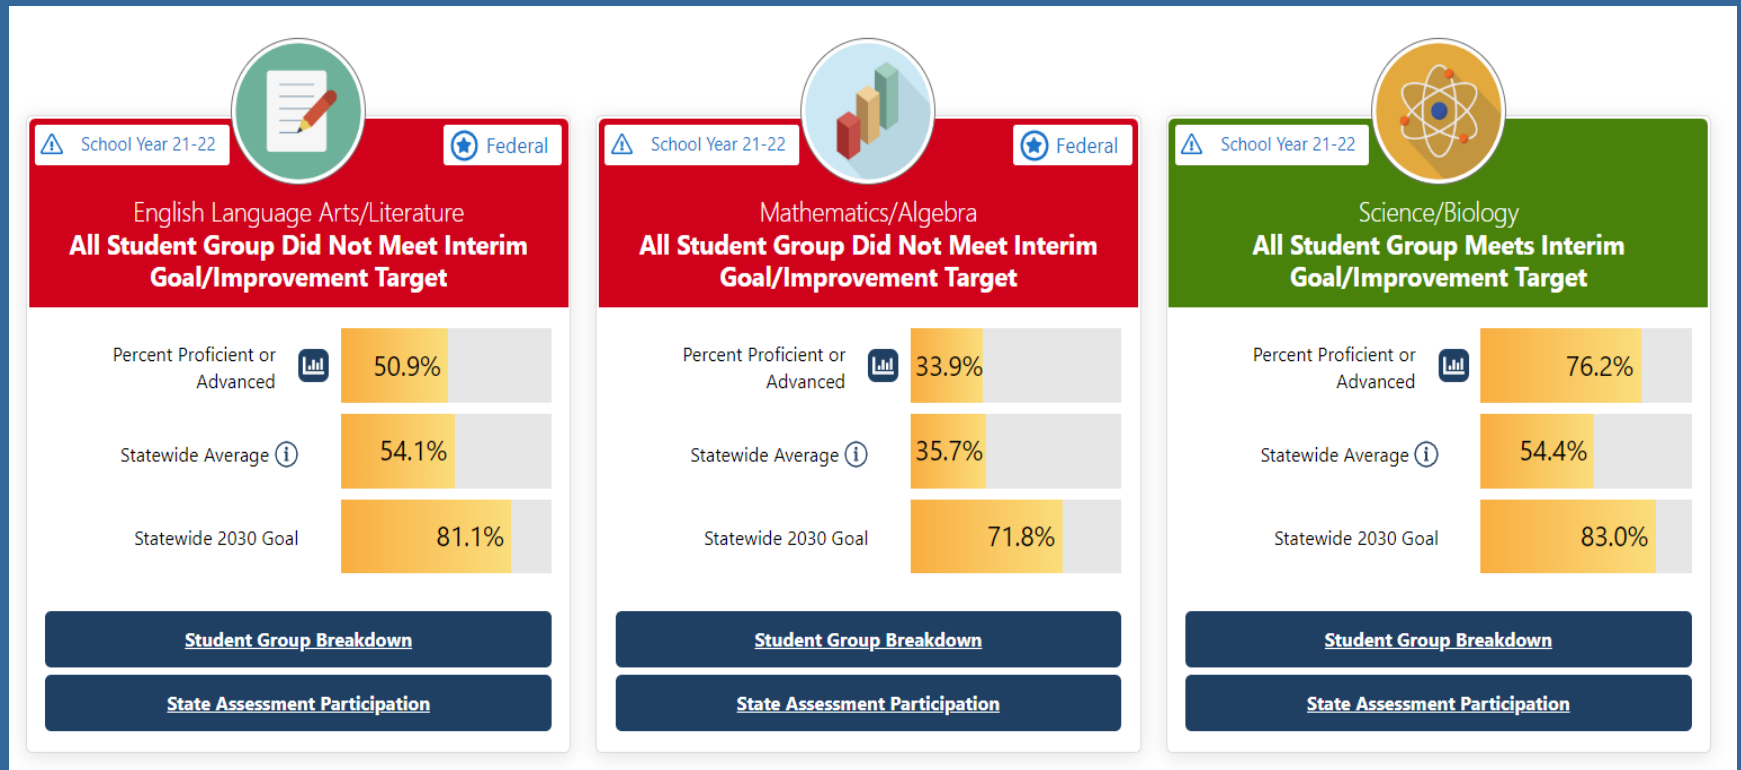 School Year 21-22
Federal
English Language Arts/Literature
All Student Group Did Not Meet Interim
Goal/Improvement Target
Percent Proficient or
Advanced
50.9%
Statewide Average
54.1%
Statewide 2030 Goal
81.1%
Student Group Breakdown
State Assessment Participation
School Year 21-22
Federal
Mathematics/Algebra
All Student Group Did Not Meet Interim
Goal/Improvement Target
Percent Proficient or
Advanced
33.9%
Statewide Average
35.7%
Statewide 2030 Goal
71.8%
Student Group Breakdown
State Assessment Participation
School Year 21-22
Science/Biology
All Student Group Meets Interim
Goal/Improvement Target
Percent Proficient or
Advanced
76.2%
Statewide Average
54.4%
Statewide 2030 Goal
83.0%
Student Group Breakdown
State Assessment Participation